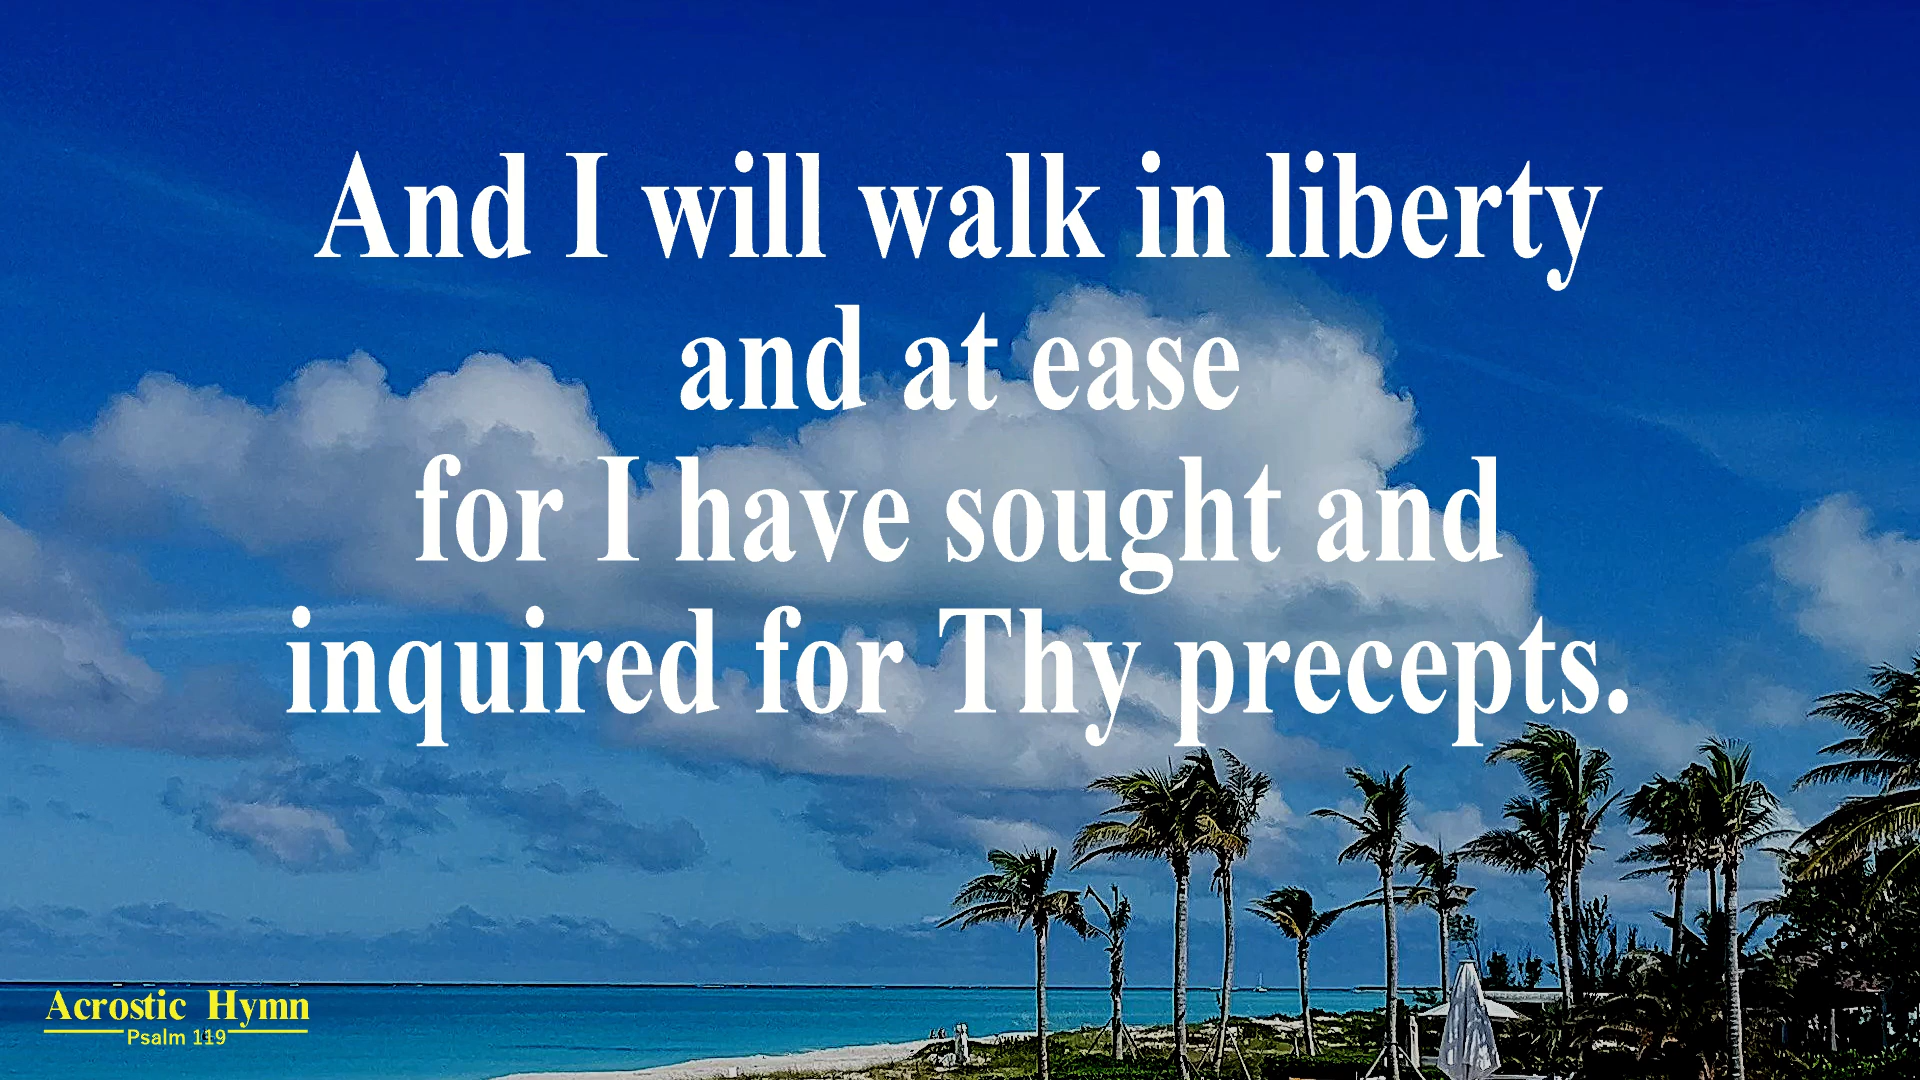 And I will walk in liberty
and at ease
for I have sought and
inquired for Thy precepts.
Acrostic Hymn
Psalm 119